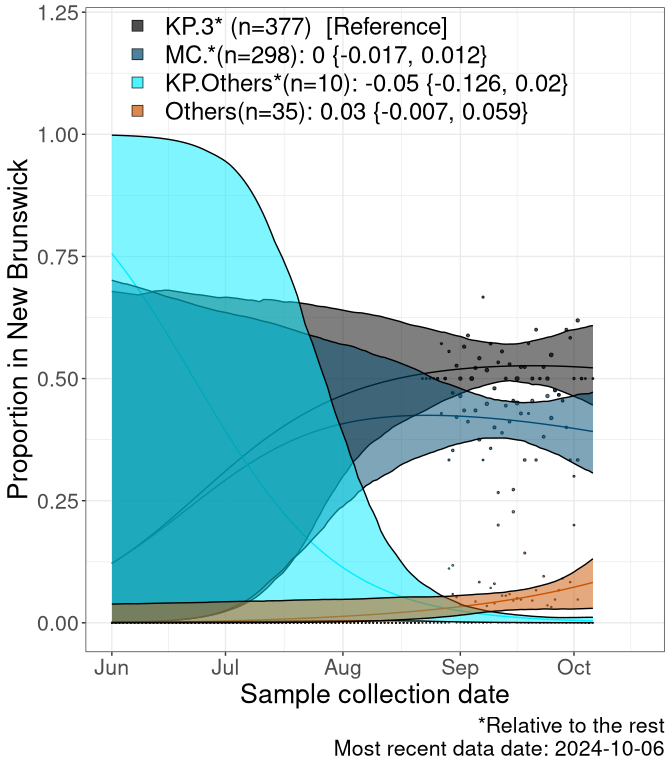 KP.3* (n=377) [Reference]
MC.*(n=298): 0 {-0.017, 0.012}
KP.Others*(n=10): -0.05 {-0.126, 0.02}
Others(n=35): 0.03 {-0.007, 0.059}
1.25
1.00
0.75
0.50
0.25
0.00
Proportion in New Brunswick
Jun Jul Aug Sep Oct
Sample collection date
*Relative to the rest
Most recent data date: 2024-10-06